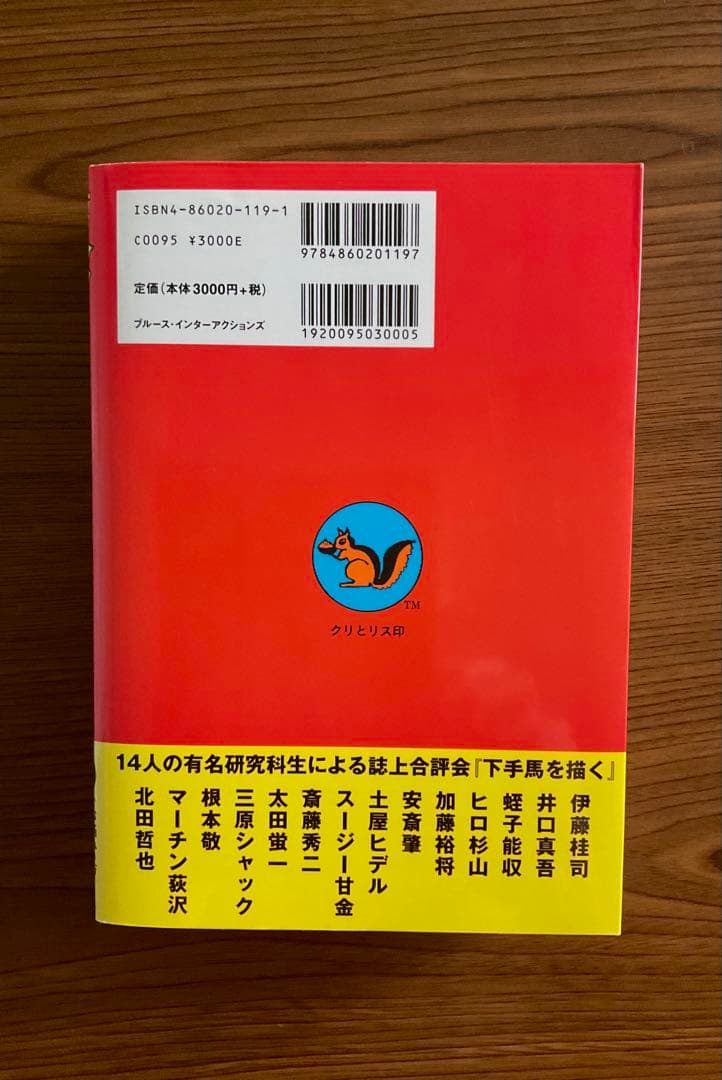 ISBN4-86020-119-1
C0095 ¥3000E
9784860201197
定価(本体3000円+税)
ブルース・インターアクションズ
1920095030005
TM
クリとリス印
14人の有名研究科生による誌上合評会『下手馬を描く』
伊藤桂司
井口真吾
蛭子能収
ヒロ杉山
加藤裕将
安斎肇
土屋ヒデル
スージー甘金
斎藤秀二
太田蛍一
三原シャック
根本敬
マーチン荻沢
北田哲也